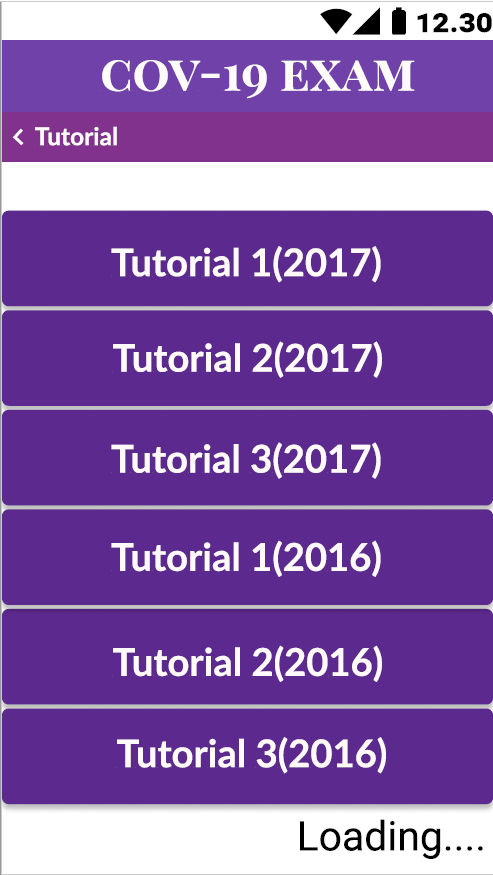 12.30
COV-19 EXAM
Tutorial
Tutorial 1(2017)
Tutorial 2(2017)
Tutorial 3(2017)
Tutorial 1(2016)
Tutorial 2(2016)
Tutorial 3(2016)
Loading....